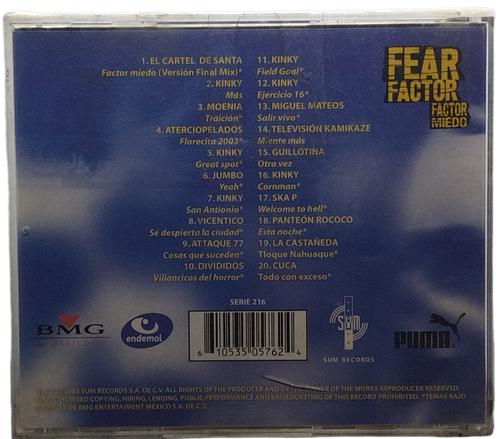 1. EL CARTEL DE SANTA
Factor miedo (Versión Final Mix)*
2. KINKY
Más
3. MOENIA
Traición*
4. ATERCIOPELADOS
Florecita 2003*
5. KINKY
Great spot*
6. JUMBO
Yeah*
7. KINKY
San Antonio*
8. VICENTICO
Se despierta la ciudad*
9. ATTAQUE 77
Cosas que suceden*
10. DIVIDIDOS
Villancicos del horror*
11. KINKY
Field Goal*
12. KINKY
Ejercicio 16*
13. MIGUEL MATEOS
Salir vivo*
14. TELEVISIÓN KAMIKAZE
Miente más
15. GUILLOTINA
Otra vez
16. KINKY
Cornman*
17. SKA P
Welcome to hell*
18. PANTEÓN ROCOCO
Esta noche*
19. LA CASTAÑEDA
Tloque Nahuaque*
20. CUCA
Todo con exceso*
FEAR
FACTOR
FACTOR
MIEDO
SERIE 216
BMG
MÉXICO
endemol
6 10535 05762 4
sum
SUM RECORDS
PUMA
2003 SUM RECORDS S.A. DE C.V. ALL RIGHTS OF THE PRODUCER AND OF THE OWNER OF THE WORKS REPRODUCER RESERVED.
COPYING, HIRING, LENDING, PUBLIC PERFORMANCE AND BROADCASTING OF THIS RECORD PROHIBITED. *TEMAS BAJO
DE BMG ENTERTAIMENT MEXICO S.A. DE C.V.